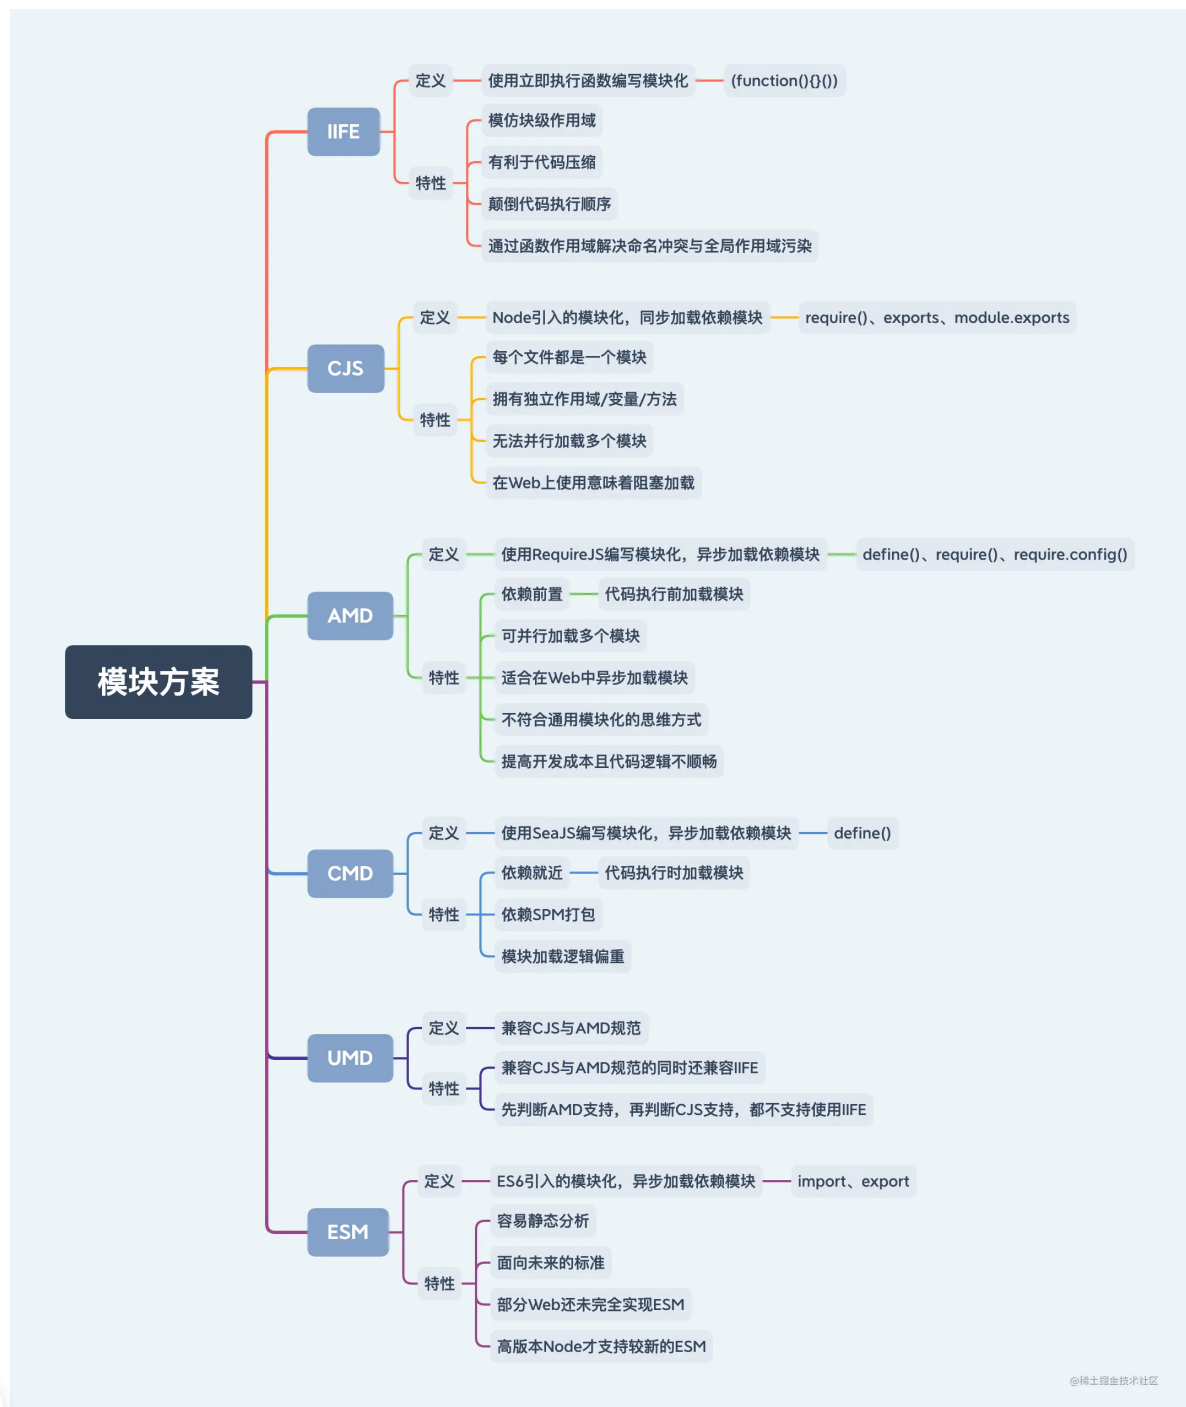 模块方案
IIFE
定义
使用立即执行函数编写模块化
(function(){}())
特性
模仿块级作用域
有利于代码压缩
颠倒代码执行顺序
通过函数作用域解决命名冲突与全局作用域污染
CJS
定义
Node引入的模块化，同步加载依赖模块
require()、exports、module.exports
特性
每个文件都是一个模块
拥有独立作用域/变量/方法
无法并行加载多个模块
在Web上使用意味着阻塞加载
AMD
定义
使用RequireJS编写模块化，异步加载依赖模块
define()、require()、require.config()
特性
依赖前置
代码执行前加载模块
可并行加载多个模块
适合在Web中异步加载模块
不符合通用模块化的思维方式
提高开发成本且代码逻辑不顺畅
CMD
定义
使用SeaJS编写模块化，异步加载依赖模块
define()
特性
依赖就近
代码执行时加载模块
依赖SPM打包
模块加载逻辑偏重
UMD
定义
兼容CJS与AMD规范
特性
兼容CJS与AMD规范的同时还兼容IIFE
先判断AMD支持，再判断CJS支持，都不支持使用IIFE
ESM
定义
ES6引入的模块化，异步加载依赖模块
import、export
特性
容易静态分析
面向未来的标准
部分Web还未完全实现ESM
高版本Node才支持较新的ESM
@稀土掘金技术社区